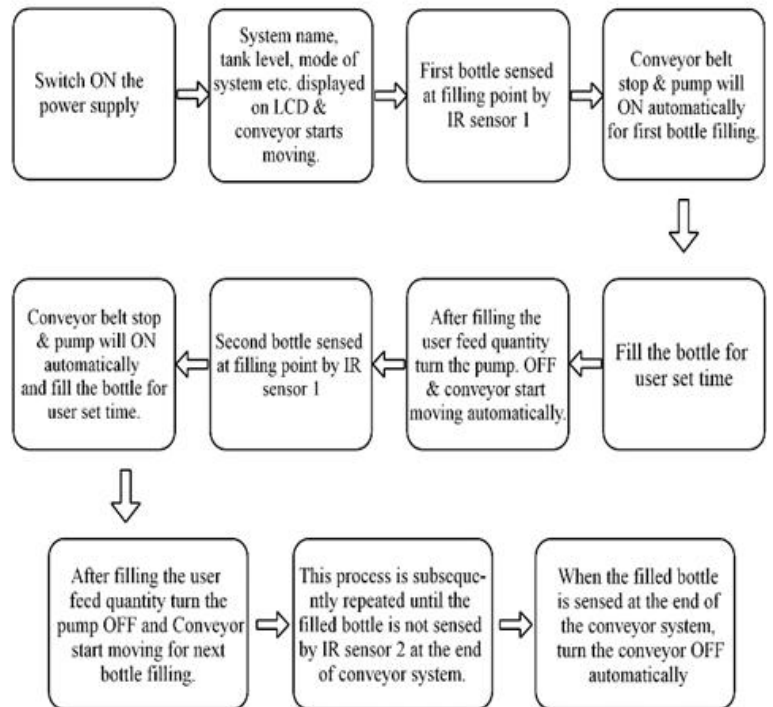 Switch ON the
power supply
System name,
tank level, mode of
system etc. displayed
on LCD &
conveyor starts
moving.
First bottle sensed
at filling point by
IR sensor 1
Conveyor belt
stop & pump will
ON automatically
for first bottle filling.
Fill the bottle for
user set time
After filling the
user feed quantity
turn the pump. OFF
& conveyor start
moving automatically.
Second bottle sensed
at filling point by IR
sensor 1
Conveyor belt stop
& pump will ON
automatically
and fill the bottle for
user set time.
After filling the user
feed quantity turn the
pump OFF and Conveyor
start moving for next
bottle filling.
This process is subseque-
ntly repeated until the
filled bottle is not sensed
by IR sensor 2 at the end
of conveyor system.
When the filled bottle
is sensed at the end of
the conveyor system,
turn the conveyor OFF
automatically